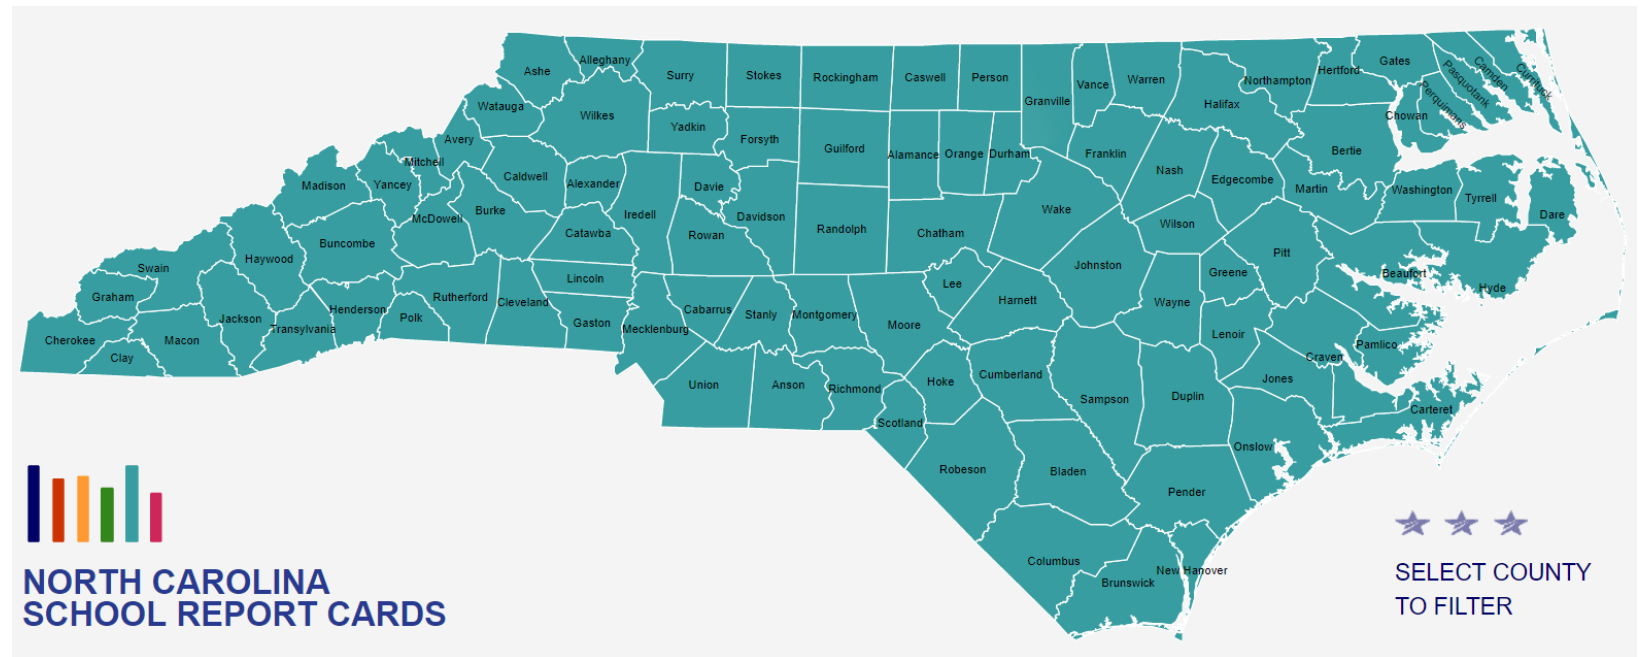 Alleghany
Ashe
Surry
Stokes
Rockingham
Caswell
Person
Granville
Vance
Warren
Northampton
Hertford
Gates
Pasquotank
Camden
Currituck
Perquimans
Chowan
Halifax
Watauga
Wilkes
Yadkin
Forsyth
Guilford
Alamance
Orange
Durham
Franklin
Nash
Edgecombe
Martin
Bertie
Washington
Tyrrell
Dare
Avery
Mitchell
Madison
Yancey
Caldwell
Alexander
Davie
McDowell
Burke
Iredell
Davidson
Randolph
Chatham
Wake
Wilson
Buncombe
Catawba
Rowan
Haywood
Swain
Pitt
Greene
Johnston
Beaufort
Hyde
Graham
Lincoln
Rutherford
Cleveland
Lee
Harnett
Wayne
Henderson
Polk
Jackson
Transylvania
Gaston
Mecklenburg
Cabarrus
Stanly
Montgomery
Moore
Lenoir
Craven
Pamlico
Cherokee
Clay
Macon
Union
Anson
Richmond
Hoke
Cumberland
Sampson
Duplin
Jones
Carteret
Scotland
Onslow
Robeson
Bladen
Pender
Columbus
Brunswick
New Hanover
NORTH CAROLINA
SCHOOL REPORT CARDS
SELECT COUNTY
TO FILTER